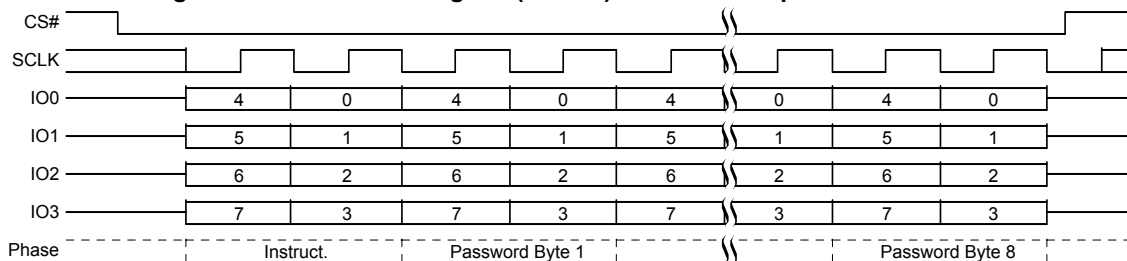 CS#
SCLK
IO0 4 0 4 0 4 0 4 0
IO1 5 1 5 1 5 1 5 1
IO2 6 2 6 2 6 2 6 2
IO3 7 3 7 3 7 3 7 3
Phase Instruct. Password Byte 1 Password Byte 8